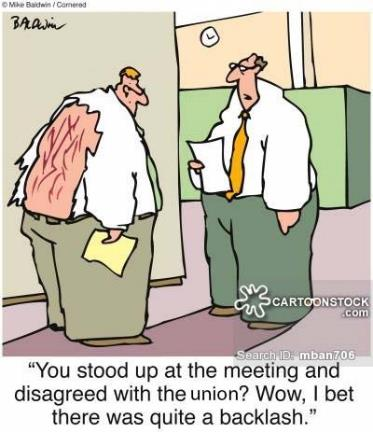 © Mike Baldwin / Cornered
BALDWIN
CARTOONSTOCK
.com
Search ID: mban706
"You stood up at the meeting and
disagreed with the union? Wow, I bet
there was quite a backlash."